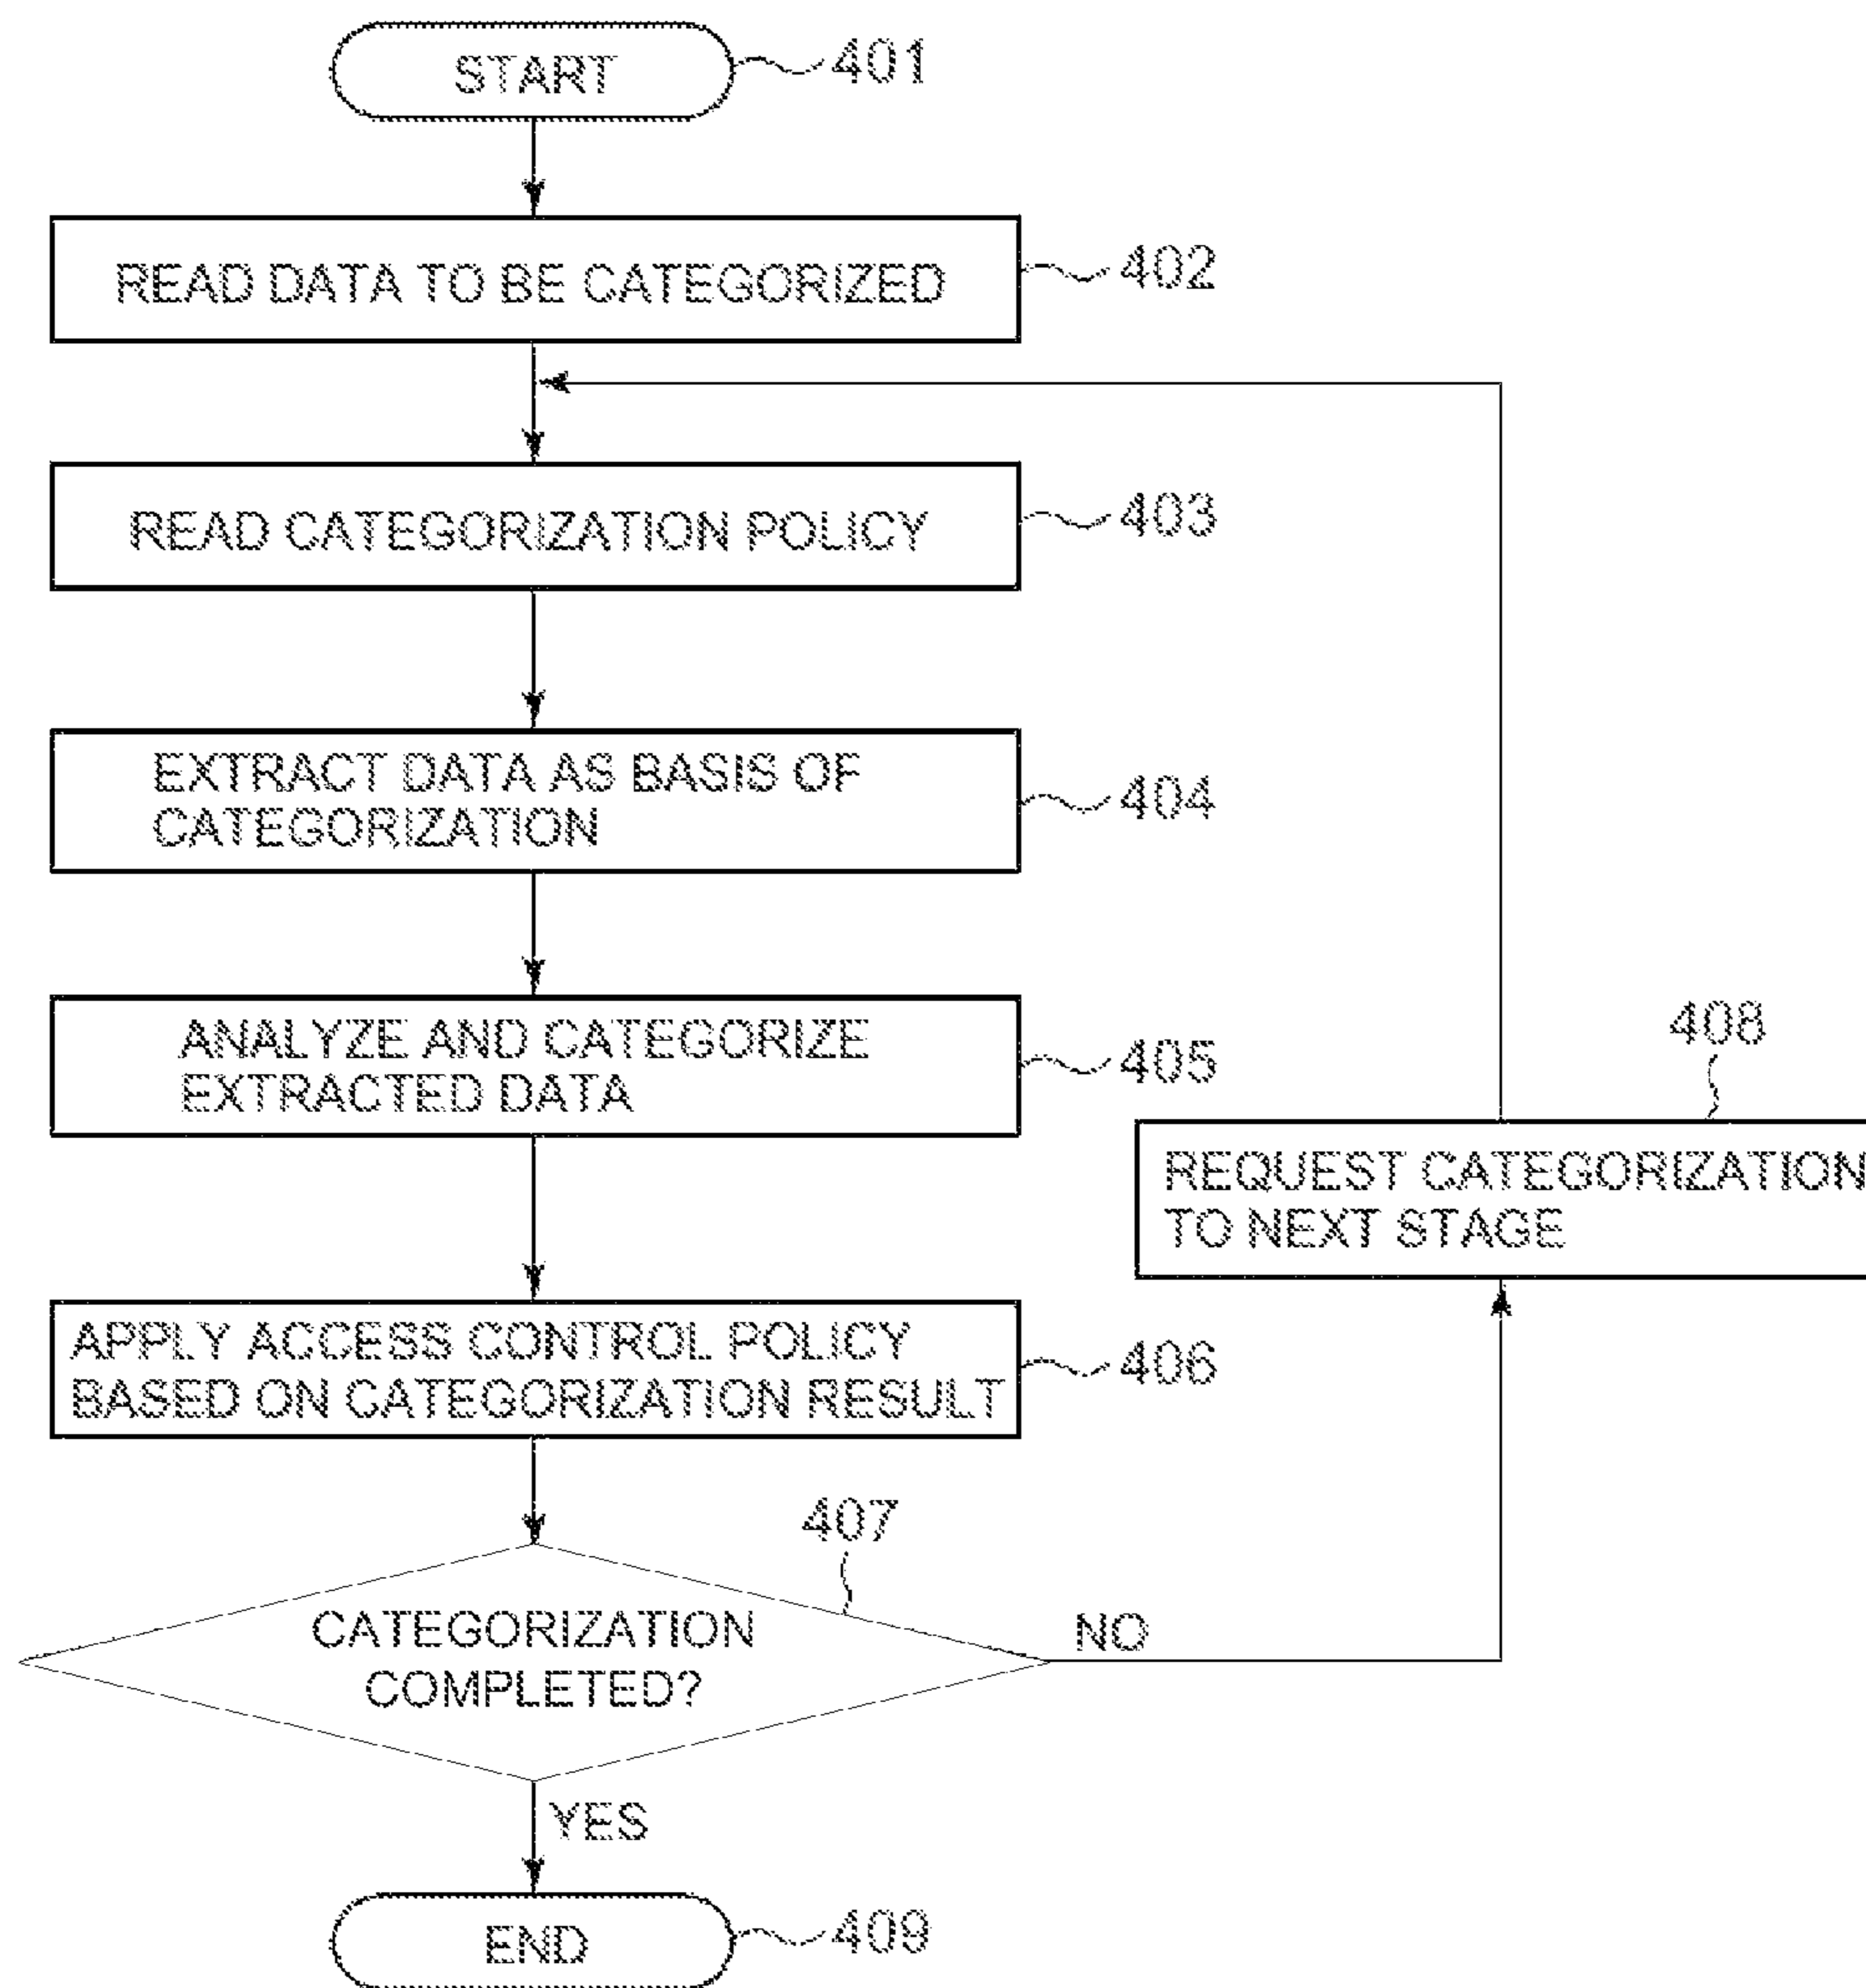 START
401
READ DATA TO BE CATEGORIZED
402
READ CATEGORIZATION POLICY
403
EXTRACT DATA AS BASIS OF
CATEGORIZATION
404
ANALYZE AND CATEGORIZE
EXTRACTED DATA
405
408
REQUEST CATEGORIZATION
TO NEXT STAGE
APPLY ACCESS CONTROL POLICY
BASED ON CATEGORIZATION RESULT
406
407
CATEGORIZATION
COMPLETED?
NO
YES
END
409